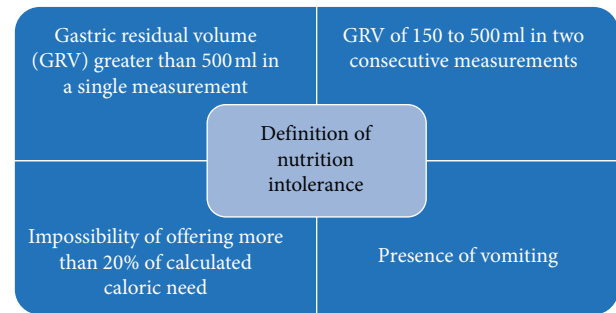 Gastric residual volume
(GRV) greater than 500 ml in
a single measurement
GRV of 150 to 500 ml in two
consecutive measurements
Definition of
nutrition
intolerance
Impossibility of offering more
than 20% of calculated
caloric need
Presence of vomiting